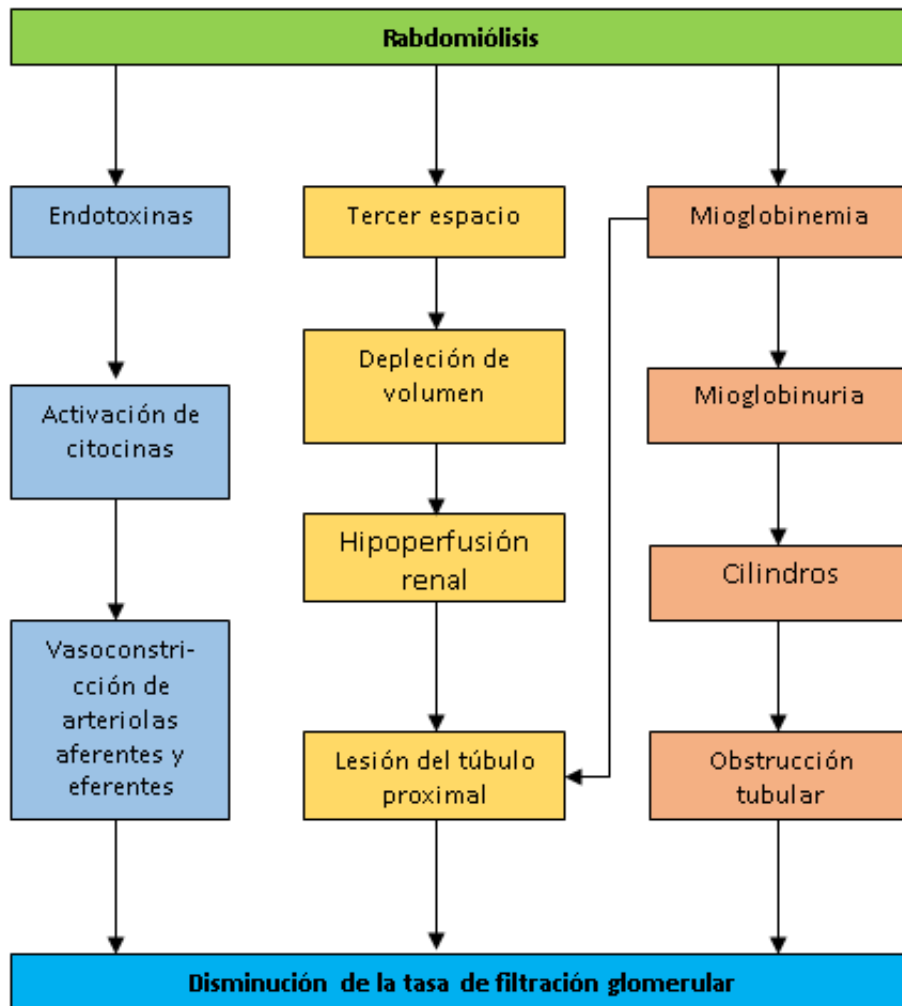 Rabdomiólisis
Endotoxinas
Activación de
citocinas
Vasoconstri-
cción de
arteriolas
aferentes y
eferentes
Tercer espacio
Depleción de
volumen
Hipoperfusión
renal
Lesión del túbulo
proximal
Mioglobinemia
Mioglobinuria
Cilindros
Obstrucción
tubular
Disminución de la tasa de filtración glomerular